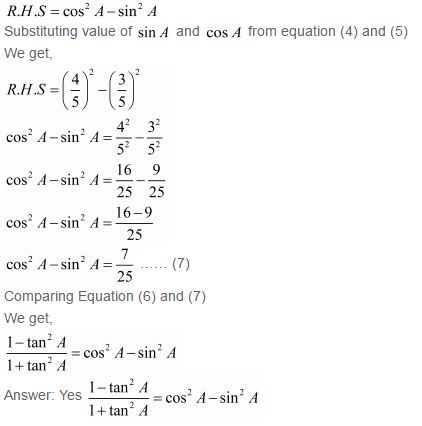 R.H.S = cos² A − sin² A
Substituting value of sin A and cos A from equation (4) and (5)
We get,
R.H.S = (4/5)² − (3/5)²
cos² A − sin² A = 4²/5² − 3²/5²
cos² A − sin² A = 16/25 − 9/25
cos² A − sin² A = (16 − 9)/25
cos² A − sin² A = 7/25 ...... (7)
Comparing Equation (6) and (7)
We get,
(1 − tan² A)/(1 + tan² A) = cos² A − sin² A
Answer: Yes (1 − tan² A)/(1 + tan² A) = cos² A − sin² A